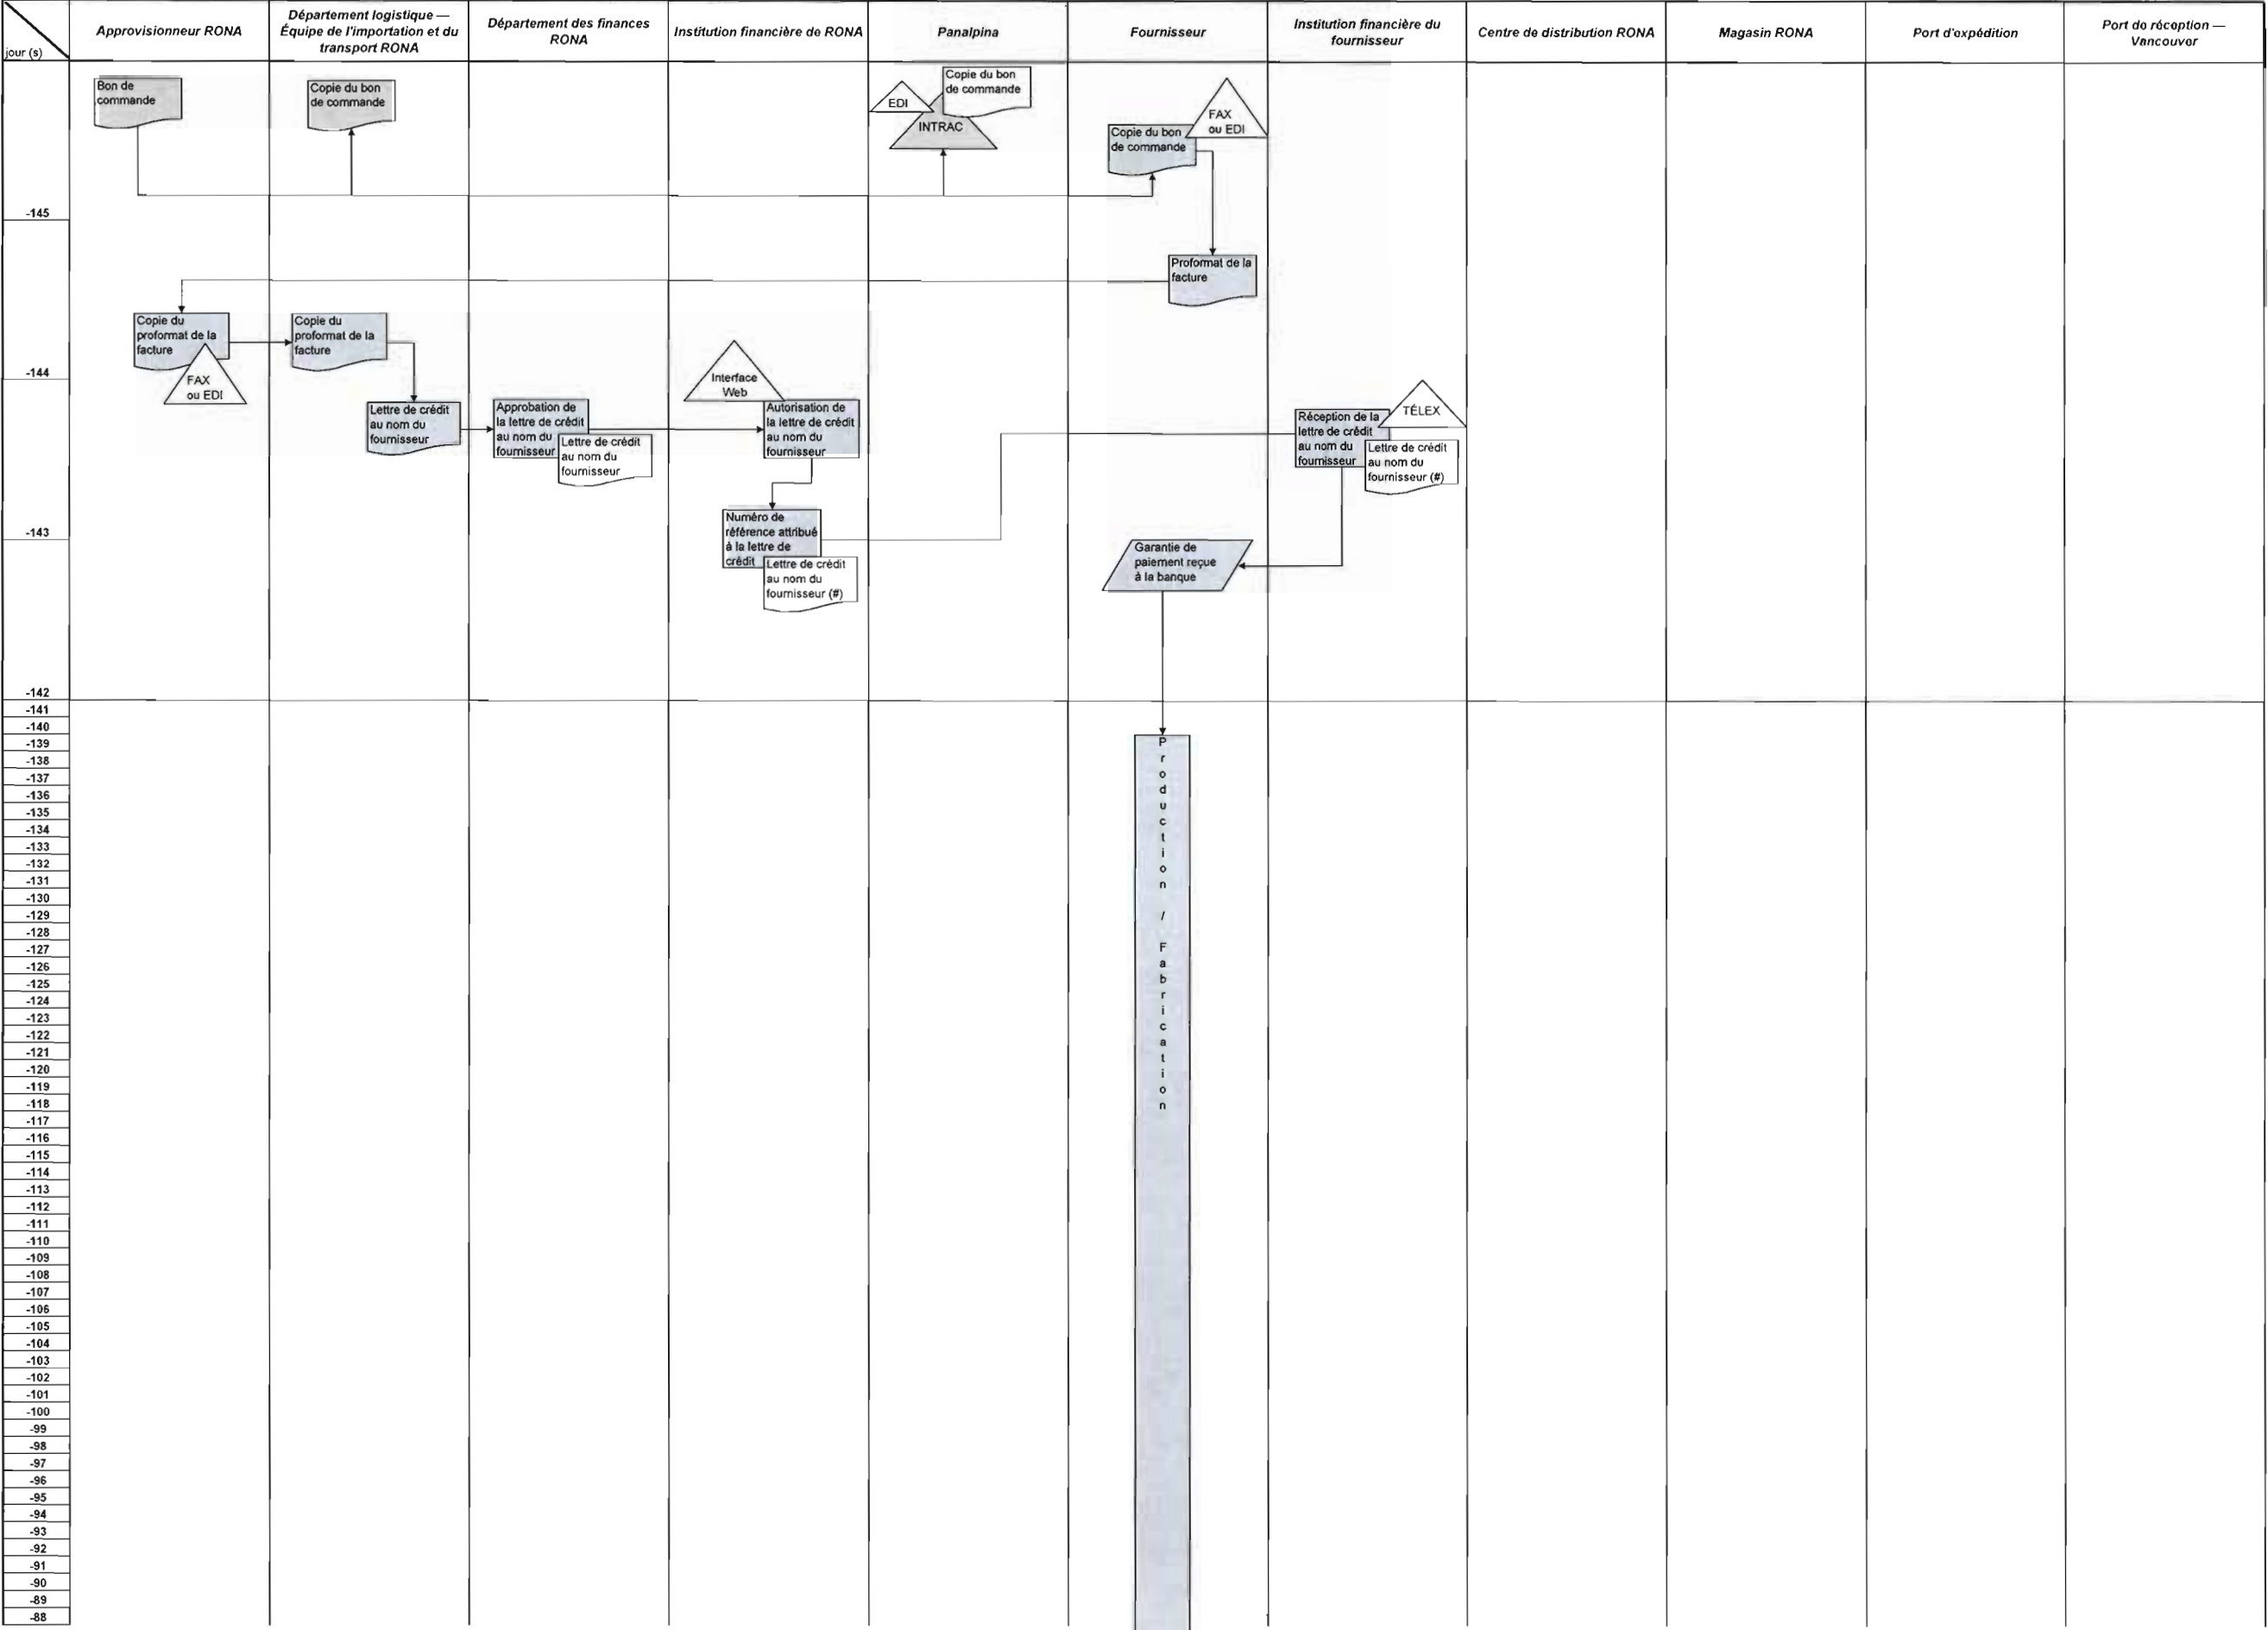 jour (s)
Approvisionneur RONA
Département logistique —
Équipe de l'importation et du
transport RONA
Département des finances
RONA
Institution financière de RONA
Panalpina
Fournisseur
Institution financière du
fournisseur
Centre de distribution RONA
Magasin RONA
Port d'expédition
Port do réception —
Vancouver
Bon de
commande
Copie du bon
de commande
EDI
Copie du bon
de commande
INTRAC
Copie du bon
de commande
FAX
ou EDI
-145
Proformat de la
facture
Copie du
proformat de la
facture
FAX
ou EDI
Copie du
proformat de la
facture
-144
Lettre de crédit
au nom du
fournisseur
Approbation de
la lettre de crédit
au nom du
fournisseur
Lettre de crédit
au nom du
fournisseur
Interface
Web
Autorisation de
la lettre de crédit
au nom du
fournisseur
Réception de la
lettre de crédit
au nom du
fournisseur
TÉLEX
Lettre de crédit
au nom du
fournisseur (#)
Numéro de
référence attribué
à la lettre de
crédit
Lettre de crédit
au nom du
fournisseur (#)
-143
Garantie de
paiement reçue
à la banque
-142
-141
-140
-139
-138
-137
-136
-135
-134
-133
-132
-131
-130
-129
-128
-127
-126
-125
-124
-123
-122
-121
-120
-119
-118
-117
-116
-115
-114
-113
-112
-111
-110
-109
-108
-107
-106
-105
-104
-103
-102
-101
-100
-99
-98
-97
-96
-95
-94
-93
-92
-91
-90
-89
-88
Production / Fabrication